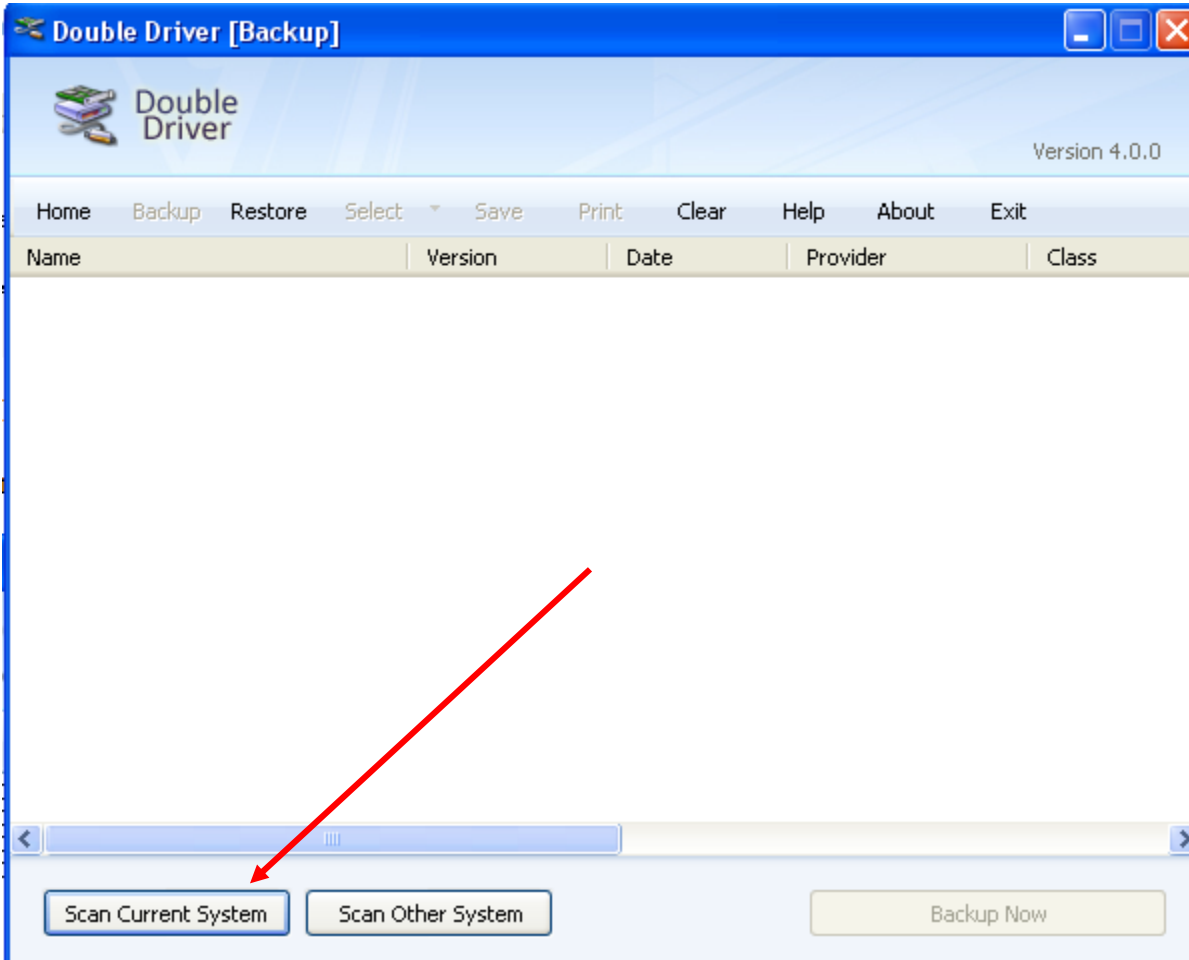 Double Driver [Backup]
Double
Driver
Version 4.0.0
Home Backup Restore Select Save Print Clear Help About Exit
Name Version Date Provider Class
Scan Current System Scan Other System Backup Now